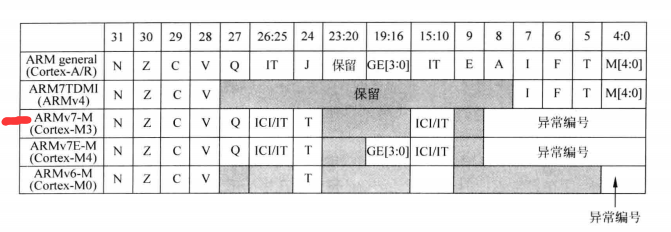 31 30 29 28 27 26:25 24 23:20 19:16 15:10 9 8 7 6 5 4:0
ARM general
(Cortex-A/R) N Z C V Q IT J 保留 GE[3:0] IT E A I F T M[4:0]
ARM7TDMI
(ARMv4) N Z C V 保留 I F T M[4:0]
ARMv7-M
(Cortex-M3) N Z C V Q ICI/IT T ICI/IT 异常编号
ARMv7E-M
(Cortex-M4) N Z C V Q ICI/IT T GE[3:0] ICI/IT 异常编号
ARMv6-M
(Cortex-M0) N Z C V T
异常编号